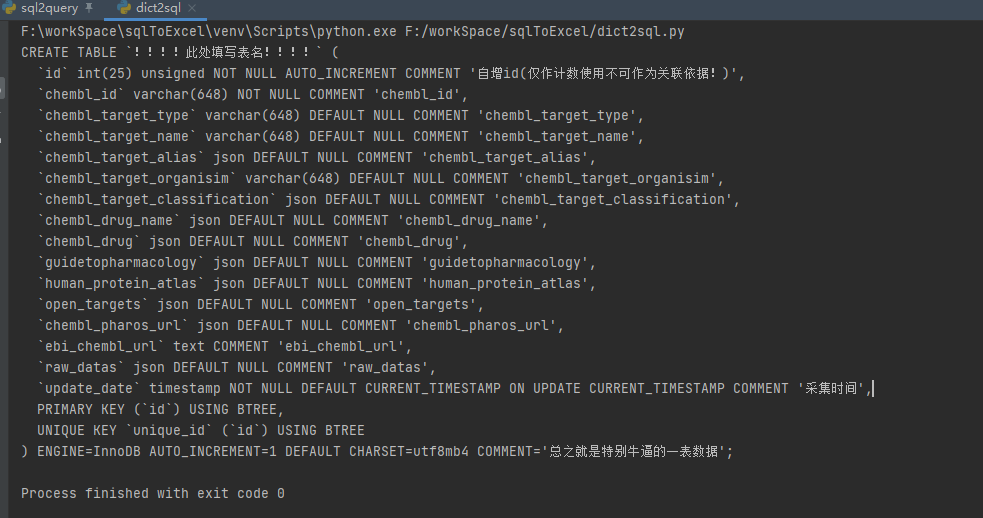 sql2query dict2sql
F:\workSpace\sqlToExcel\venv\Scripts\python.exe F:/workSpace/sqlToExcel/dict2sql.py
CREATE TABLE `！！！！此处填写表名！！！！` (
  `id` int(25) unsigned NOT NULL AUTO_INCREMENT COMMENT '自增id(仅作计数使用不可作为关联依据！)',
  `chembl_id` varchar(648) NOT NULL COMMENT 'chembl_id',
  `chembl_target_type` varchar(648) DEFAULT NULL COMMENT 'chembl_target_type',
  `chembl_target_name` varchar(648) DEFAULT NULL COMMENT 'chembl_target_name',
  `chembl_target_alias` json DEFAULT NULL COMMENT 'chembl_target_alias',
  `chembl_target_organisim` varchar(648) DEFAULT NULL COMMENT 'chembl_target_organisim',
  `chembl_target_classification` json DEFAULT NULL COMMENT 'chembl_target_classification',
  `chembl_drug_name` json DEFAULT NULL COMMENT 'chembl_drug_name',
  `chembl_drug` json DEFAULT NULL COMMENT 'chembl_drug',
  `guidetopharmacology` json DEFAULT NULL COMMENT 'guidetopharmacology',
  `human_protein_atlas` json DEFAULT NULL COMMENT 'human_protein_atlas',
  `open_targets` json DEFAULT NULL COMMENT 'open_targets',
  `chembl_pharos_url` json DEFAULT NULL COMMENT 'chembl_pharos_url',
  `ebi_chembl_url` text COMMENT 'ebi_chembl_url',
  `raw_datas` json DEFAULT NULL COMMENT 'raw_datas',
  `update_date` timestamp NOT NULL DEFAULT CURRENT_TIMESTAMP ON UPDATE CURRENT_TIMESTAMP COMMENT '采集时间',
  PRIMARY KEY (`id`) USING BTREE,
  UNIQUE KEY `unique_id` (`id`) USING BTREE
) ENGINE=InnoDB AUTO_INCREMENT=1 DEFAULT CHARSET=utf8mb4 COMMENT='总之就是特别牛逼的一表数据';
Process finished with exit code 0